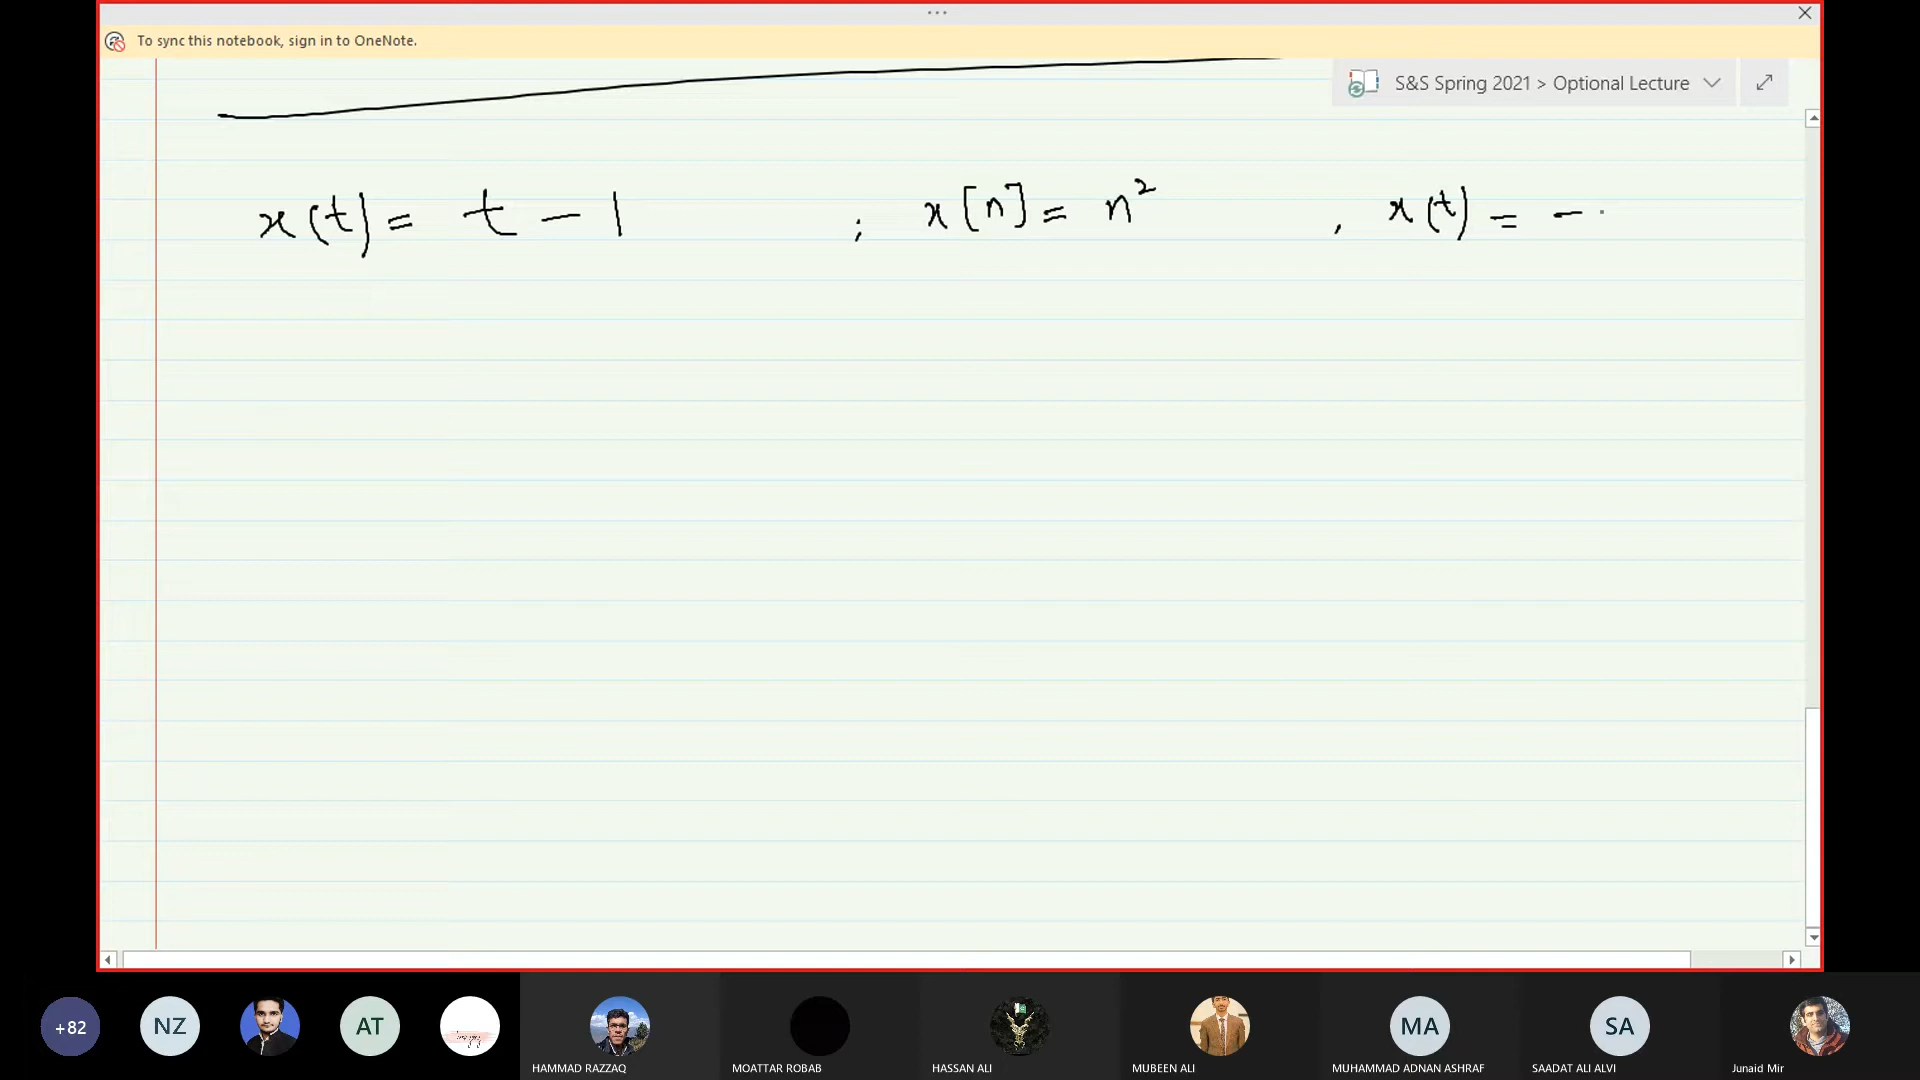 To sync this notebook, sign in to OneNote.
S&S Spring 2021 > Optional Lecture
x(t) = t - 1 ; x[n] = n² , x(t) = -
+82 NZ AT
HAMMAD RAZZAQ MOATTAR ROBAB HASSAN ALI MUBEEN ALI MUHAMMAD ADNAN ASHRAF SAADAT ALI ALVI Junaid Mir
MA SA